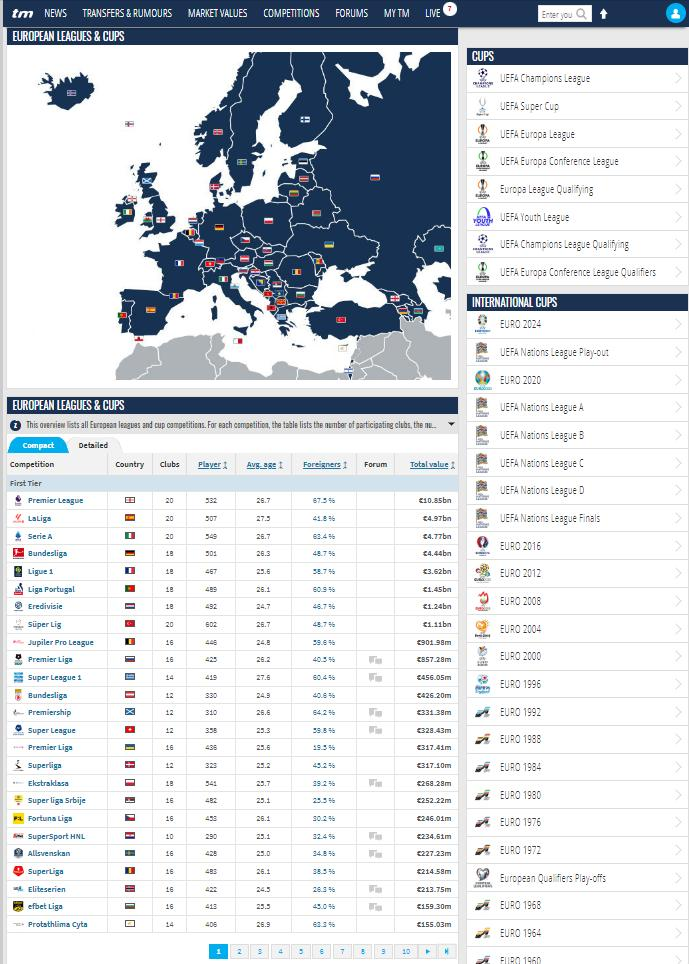 tm NEWS TRANSFERS & RUMOURS MARKET VALUES COMPETITIONS FORUMS MY TM LIVE 7 Enter you
EUROPEAN LEAGUES & CUPS
EUROPEAN LEAGUES & CUPS
i This overview lists all European leagues and cup competitions. For each competition, the table lists the number of participating clubs, the nu...
Compact Detailed
Competition Country Clubs Player Avg. age Foreigners Forum Total value
First Tier
Premier League 20 532 26.7 67.5 % €10.85bn
LaLiga 20 507 27.5 41.8 % €4.97bn
Serie A 20 549 26.7 63.4 % €4.77bn
Bundesliga 18 501 26.3 48.7 % €4.44bn
Ligue 1 18 467 25.6 58.7 % €3.62bn
Liga Portugal 18 489 26.1 60.9 % €1.45bn
Eredivisie 18 492 24.7 46.7 % €1.24bn
Süper Lig 20 602 26.7 48.7 % €1.11bn
Jupiler Pro League 16 446 24.8 59.6 % €901.98m
Premier Liga 16 425 26.2 40.5 % €857.28m
Super League 1 14 419 27.6 60.4 % €456.05m
Bundesliga 12 330 24.9 40.6 % €426.20m
Premiership 12 310 26.6 64.2 % €331.38m
Super League 12 358 25.3 59.8 % €328.43m
Premier Liga 16 436 25.6 19.5 % €317.41m
Superliga 12 323 25.2 45.2 % €317.10m
Ekstraklasa 18 541 25.7 39.2 % €268.28m
Super liga Srbije 16 482 25.1 25.5 % €252.22m
Fortuna Liga 16 453 26.1 30.2 % €246.01m
SuperSport HNL 10 290 25.1 32.4 % €234.61m
Allsvenskan 16 428 25.0 34.8 % €227.23m
SuperLiga 16 483 26.1 38.5 % €214.58m
Eliteserien 16 422 24.5 26.3 % €213.75m
efbet Liga 16 413 25.5 45.0 % €159.30m
Protathlima Cyta 14 406 26.9 63.3 % €155.03m
1 2 3 4 5 6 7 8 9 10
CUPS
UEFA Champions League
UEFA Super Cup
UEFA Europa League
UEFA Europa Conference League
Europa League Qualifying
UEFA Youth League
UEFA Champions League Qualifying
UEFA Europa Conference League Qualifiers
INTERNATIONAL CUPS
EURO 2024
UEFA Nations League Play-out
EURO 2020
UEFA Nations League A
UEFA Nations League B
UEFA Nations League C
UEFA Nations League D
UEFA Nations League Finals
EURO 2016
EURO 2012
EURO 2008
EURO 2004
EURO 2000
EURO 1996
EURO 1992
EURO 1988
EURO 1984
EURO 1980
EURO 1976
EURO 1972
European Qualifiers Play-offs
EURO 1968
EURO 1964
EURO 1960